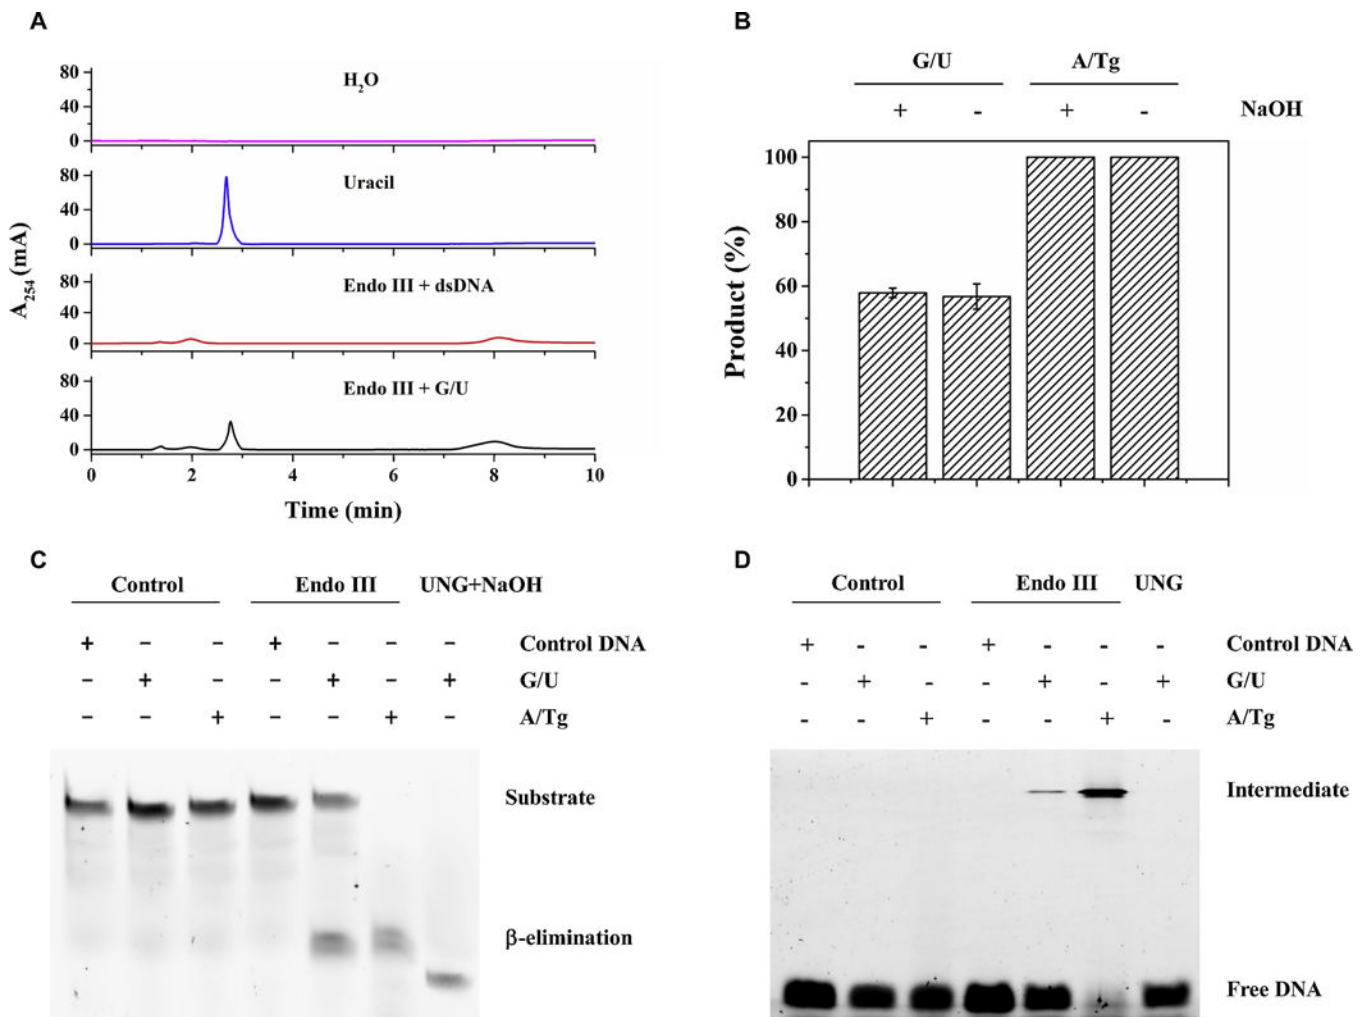 A
80
40
0
H₂O
80
40
0
Uracil
80
40
0
Endo III + dsDNA
80
40
0
Endo III + G/U
0 2 4 6 8 10
Time (min)
A₂₅₄ (mA)
B
G/U A/Tg
+ - + - NaOH
100
80
60
40
20
0
Product (%)
C
Control Endo III UNG+NaOH
+ − − + − − − Control DNA
− + − − + − + G/U
− − + − − + − A/Tg
Substrate
β-elimination
D
Control Endo III UNG
+ - - + - - - Control DNA
- + - - + - + G/U
- - + - - + - A/Tg
Intermediate
Free DNA